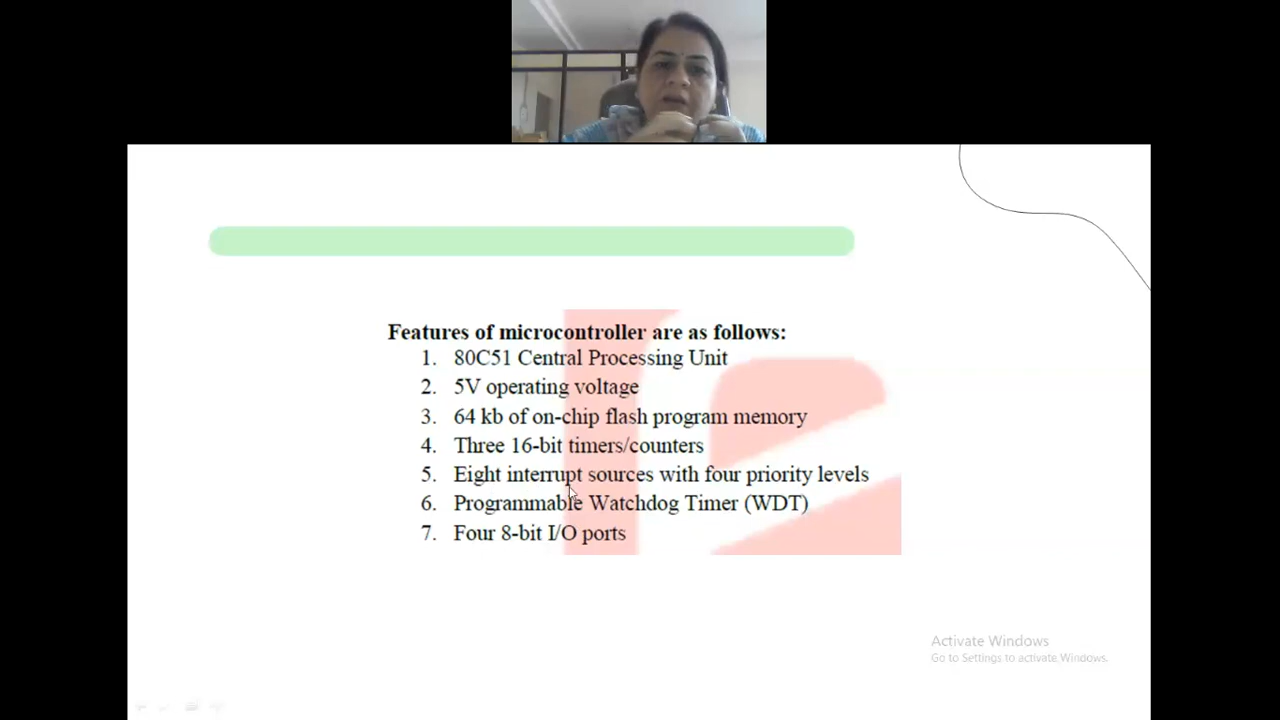 Features of microcontroller are as follows:
1. 80C51 Central Processing Unit
2. 5V operating voltage
3. 64 kb of on-chip flash program memory
4. Three 16-bit timers/counters
5. Eight interrupt sources with four priority levels
6. Programmable Watchdog Timer (WDT)
7. Four 8-bit I/O ports
Activate Windows
Go to Settings to activate Windows.